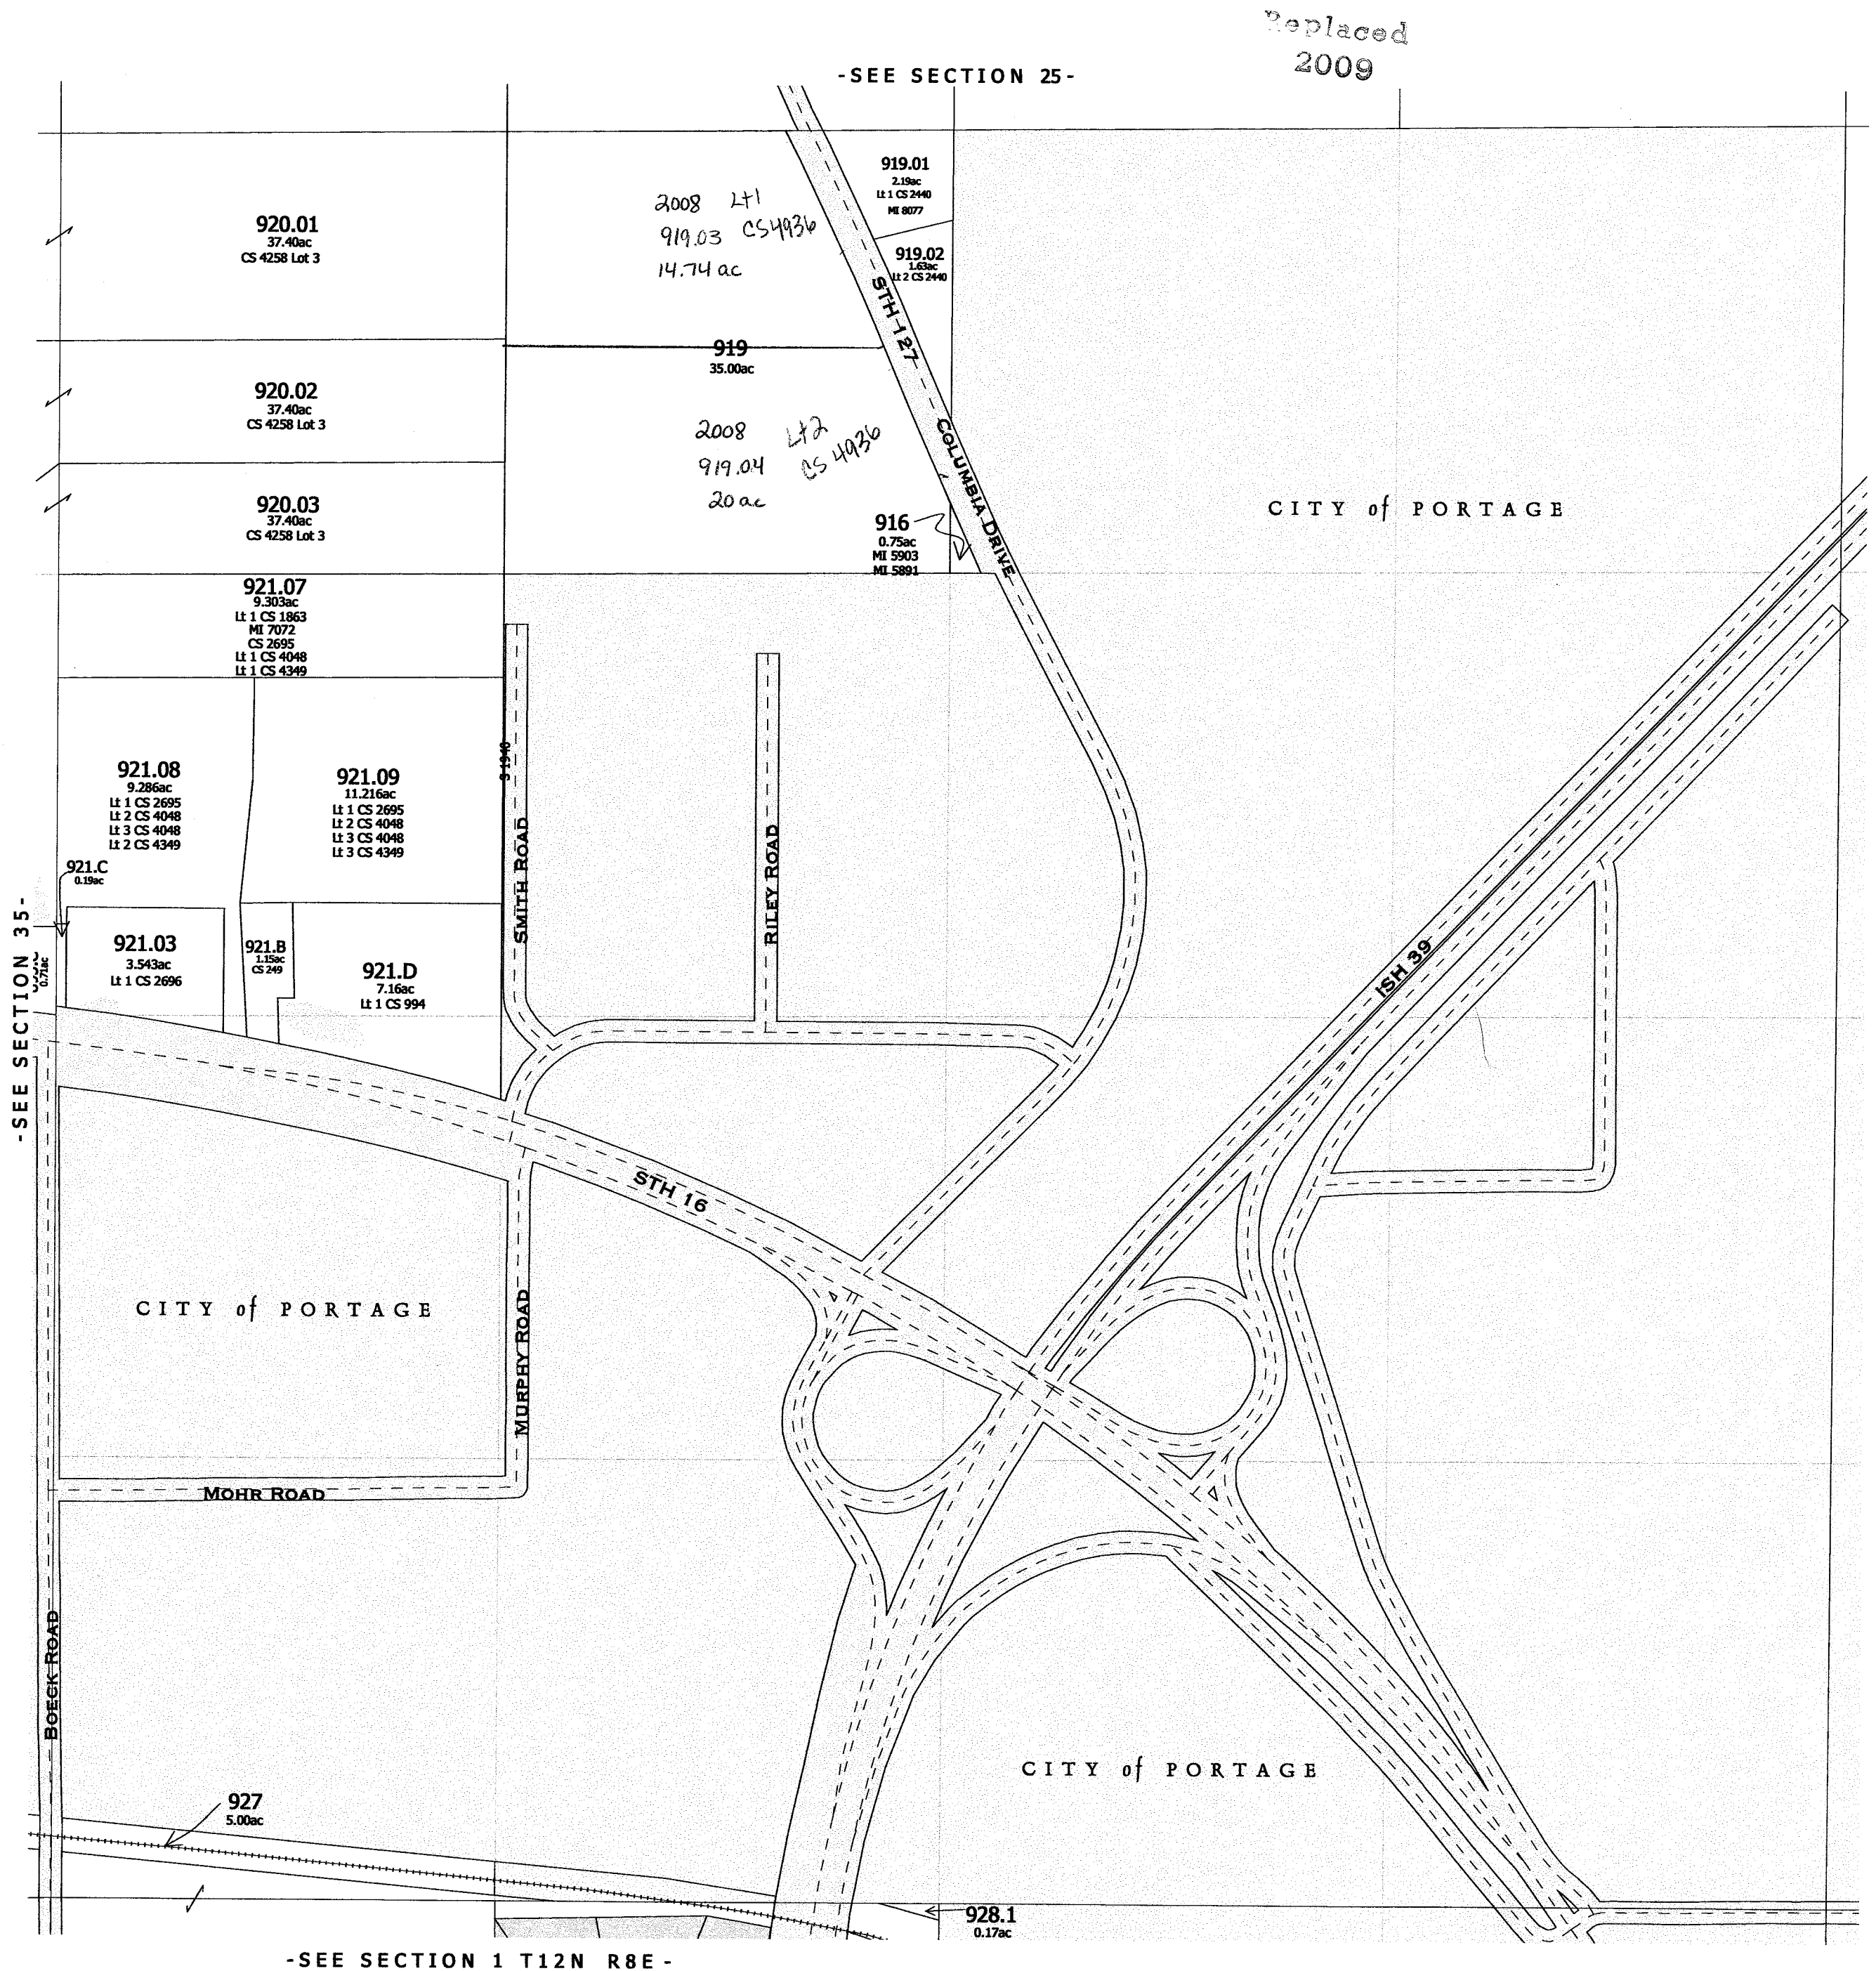 Replaced
2009
-SEE SECTION 25-
919.01
2.19ac
Lt 1 CS 2440
MI 8077
919.02
1.63ac
Lt 2 CS 2440
920.01
37.40ac
CS 4258 Lot 3
2008 Lt1
919.03 CS4936
14.74 ac
STH 127
919
35.00ac
920.02
37.40ac
CS 4258 Lot 3
2008 Lt2
919.04 CS 4936
20 ac
COLUMBIA DRIVE
920.03
37.40ac
CS 4258 Lot 3
916
0.75ac
MI 5903
MI 5891
CITY of PORTAGE
921.07
9.303ac
Lt 1 CS 1863
MI 7072
CS 2695
Lt 1 CS 4048
Lt 1 CS 4349
921.08
9.286ac
Lt 1 CS 2695
Lt 2 CS 4048
Lt 3 CS 4048
Lt 2 CS 4349
921.09
11.216ac
Lt 1 CS 2695
Lt 2 CS 4048
Lt 3 CS 4048
Lt 3 CS 4349
SMITH ROAD
RILEY ROAD
921.C
0.19ac
-SEE SECTION 35-
0.71ac
921.03
3.543ac
Lt 1 CS 2696
921.B
1.15ac
CS 249
921.D
7.16ac
Lt 1 CS 994
ISH 39
STH 16
CITY of PORTAGE
MURPHY ROAD
MOHR ROAD
BOECK ROAD
CITY of PORTAGE
927
5.00ac
928.1
0.17ac
-SEE SECTION 1 T12N R8E-